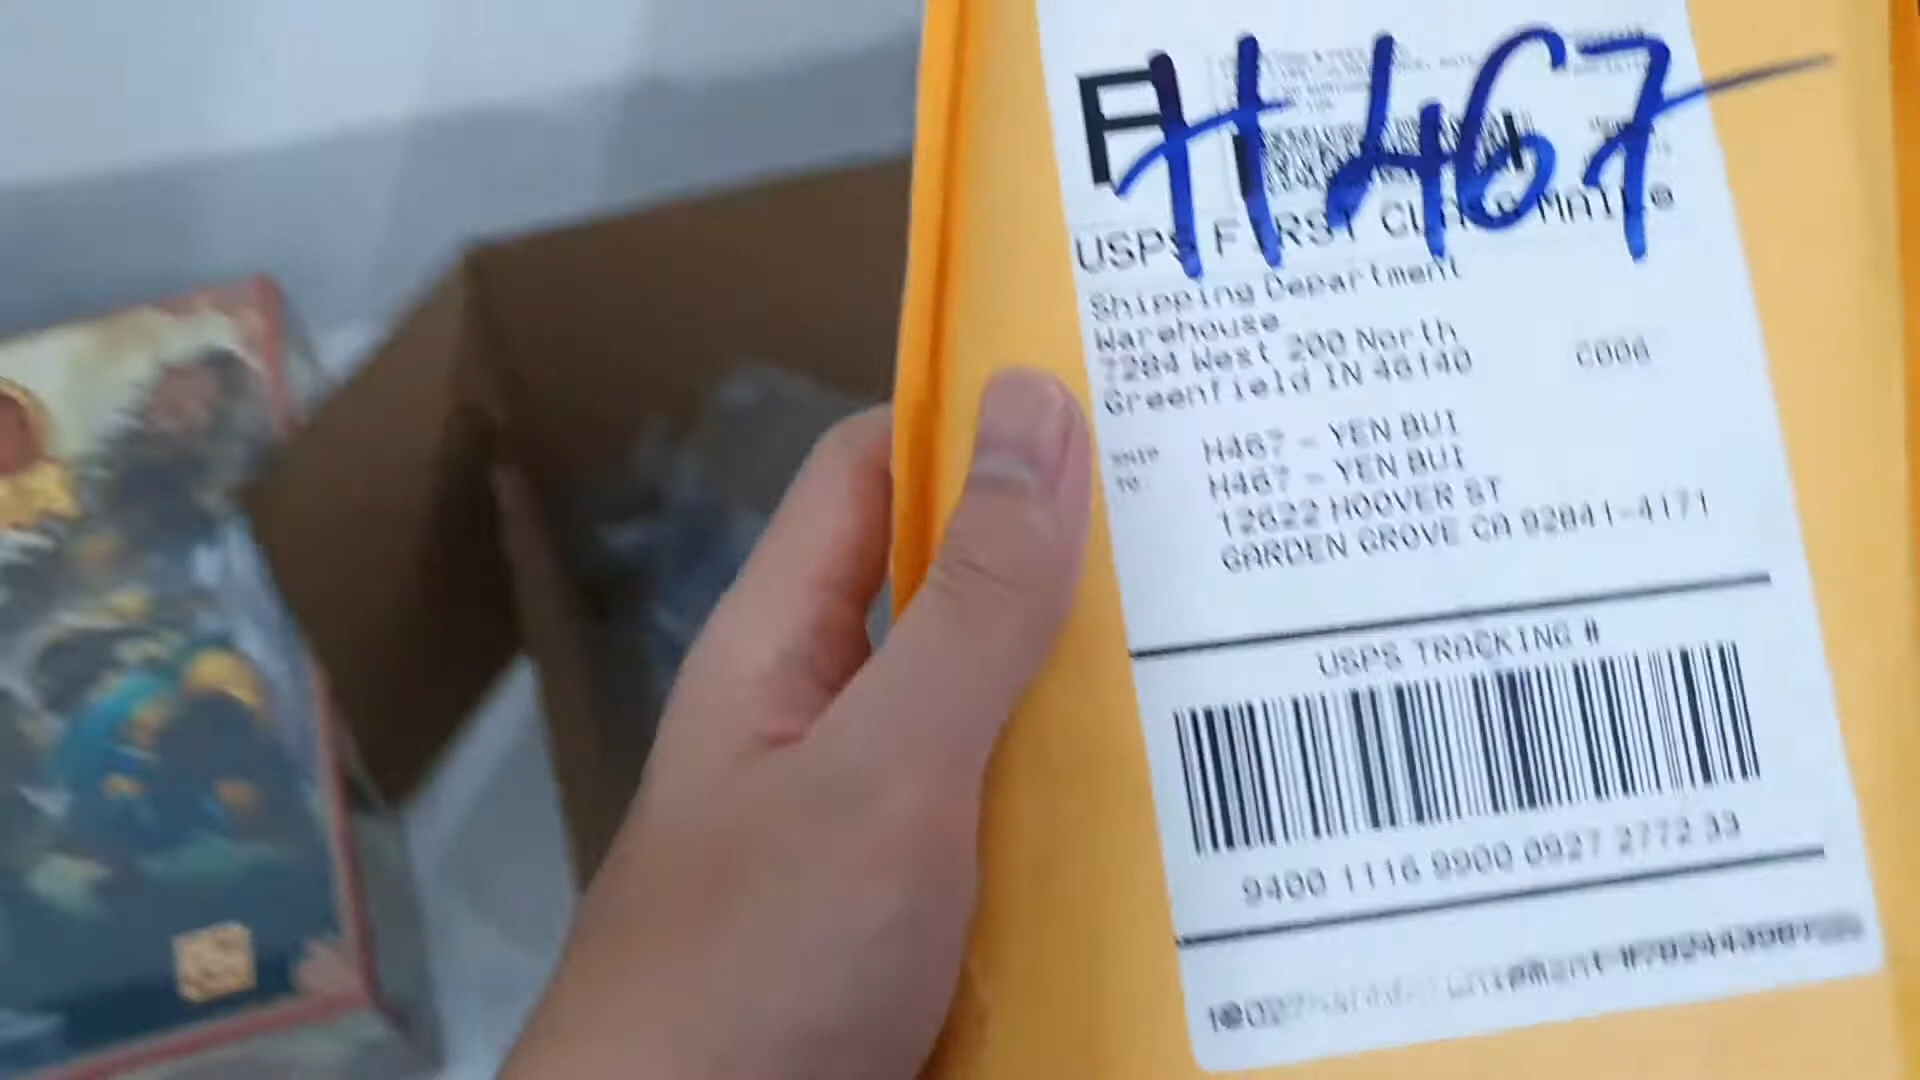 F
H467
USPS FIRST CLASS MAIL®
Shipping Department
Warehouse
7284 West 200 North
Greenfield IN 46140
C006
SHIP
TO:
H467 - YEN BUI
H467 - YEN BUI
12622 HOOVER ST
GARDEN GROVE CA 92841-4171
USPS TRACKING #
9400 1116 9900 0927 2772 33